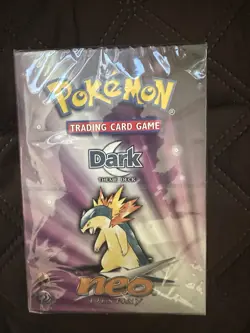 POKéMON
TRADING CARD GAME
Dark
THEME DECK
neo